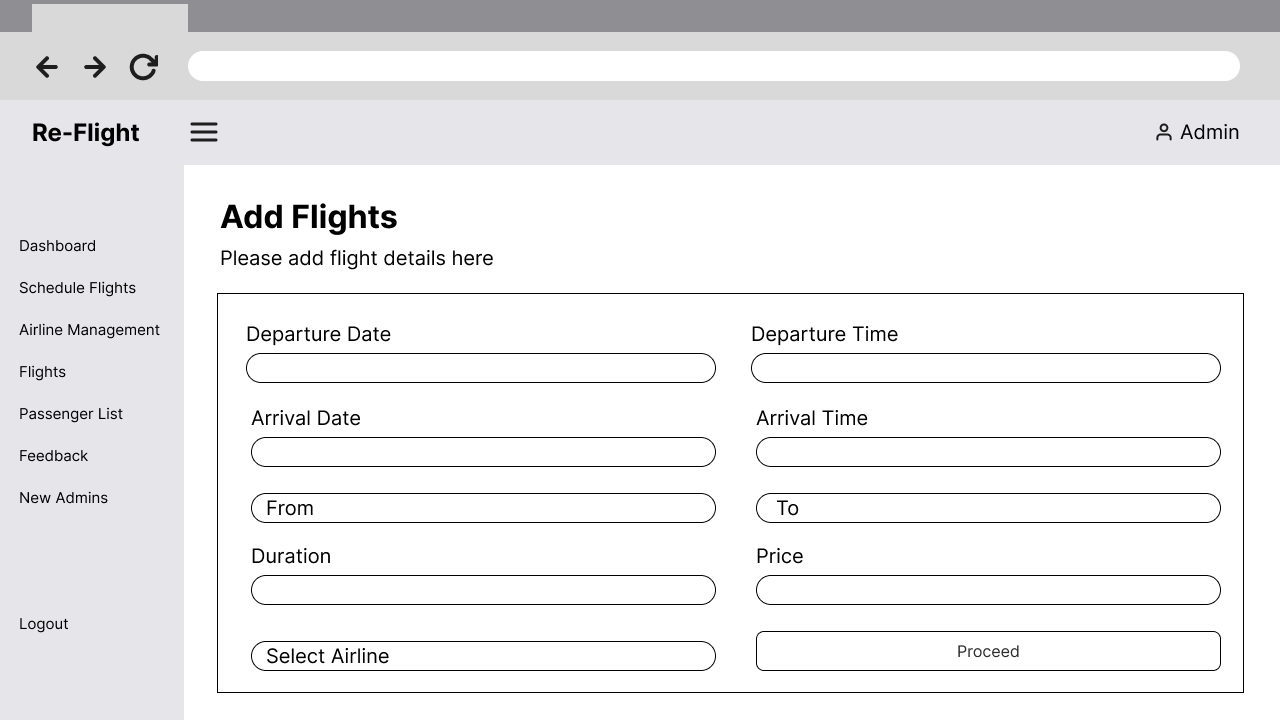 Re-Flight
Admin
Dashboard
Schedule Flights
Airline Management
Flights
Passenger List
Feedback
New Admins
Logout
Add Flights
Please add flight details here
Departure Date
Departure Time
Arrival Date
Arrival Time
From
To
Duration
Price
Select Airline
Proceed